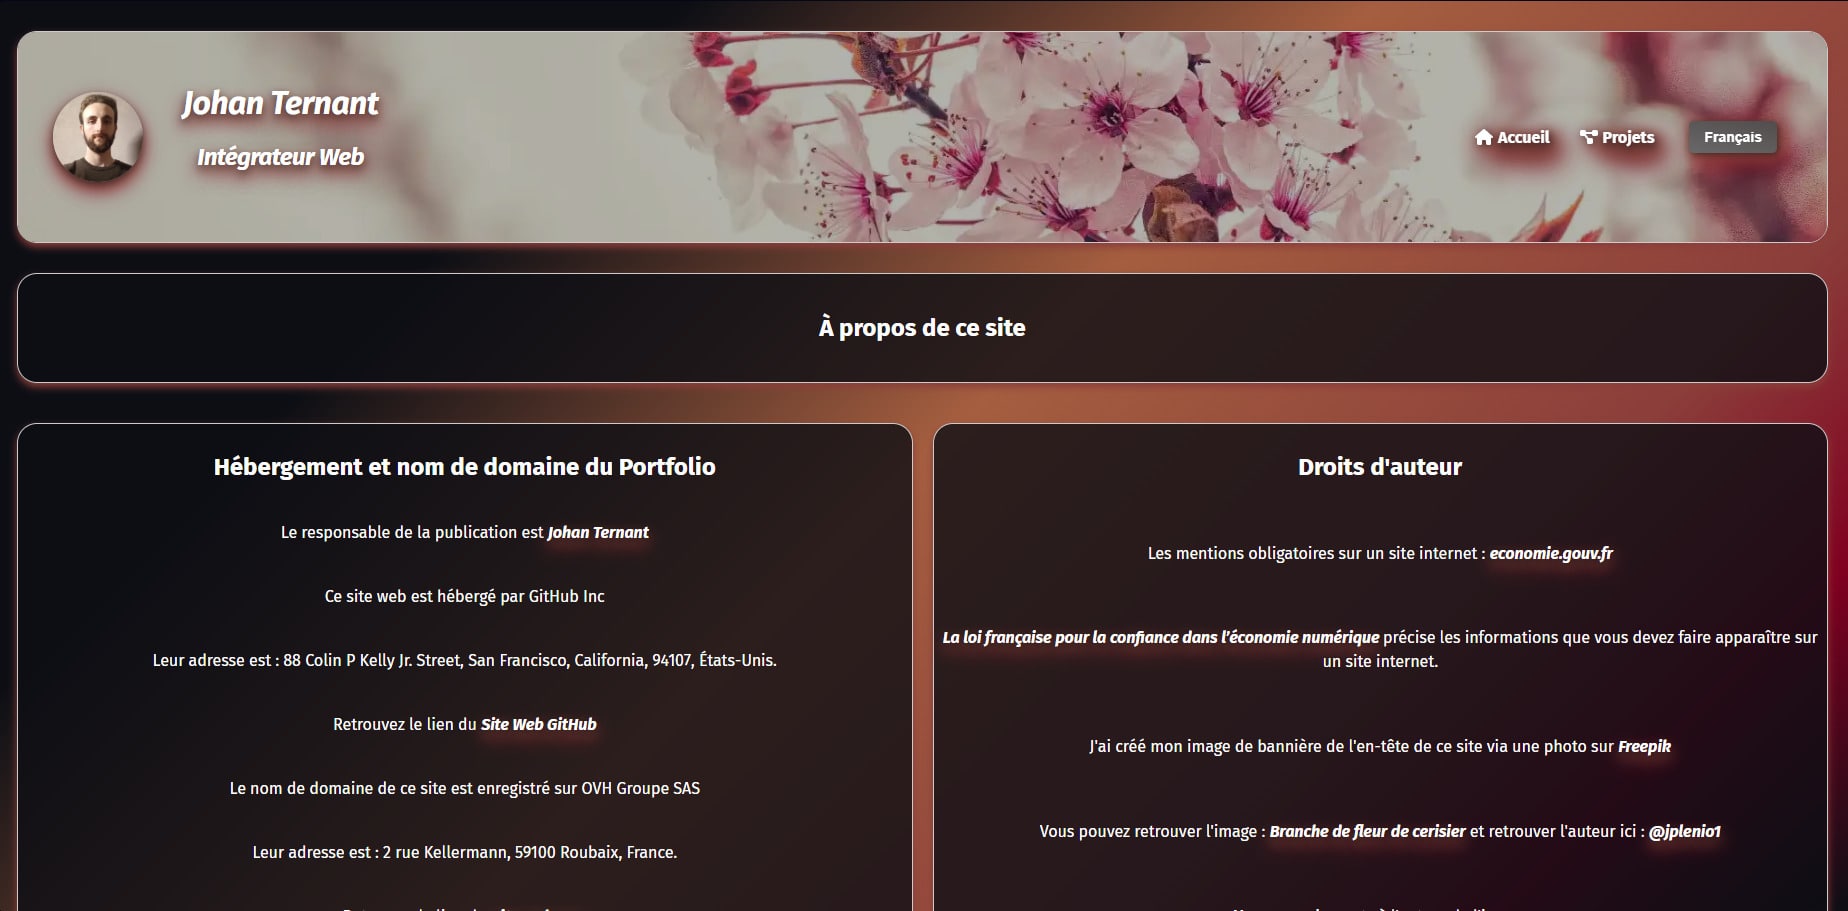 Johan Ternant
Intégrateur Web
Accueil
Projets
Français
À propos de ce site
Hébergement et nom de domaine du Portfolio
Le responsable de la publication est Johan Ternant
Ce site web est hébergé par GitHub Inc
Leur adresse est : 88 Colin P Kelly Jr. Street, San Francisco, California, 94107, États-Unis.
Retrouvez le lien du Site Web GitHub
Le nom de domaine de ce site est enregistré sur OVH Groupe SAS
Leur adresse est : 2 rue Kellermann, 59100 Roubaix, France.
Droits d'auteur
Les mentions obligatoires sur un site internet : economie.gouv.fr
La loi française pour la confiance dans l'économie numérique précise les informations que vous devez faire apparaître sur
un site internet.
J'ai créé mon image de bannière de l'en-tête de ce site via une photo sur Freepik
Vous pouvez retrouver l'image : Branche de fleur de cerisier et retrouver l'auteur ici : @jplenio1